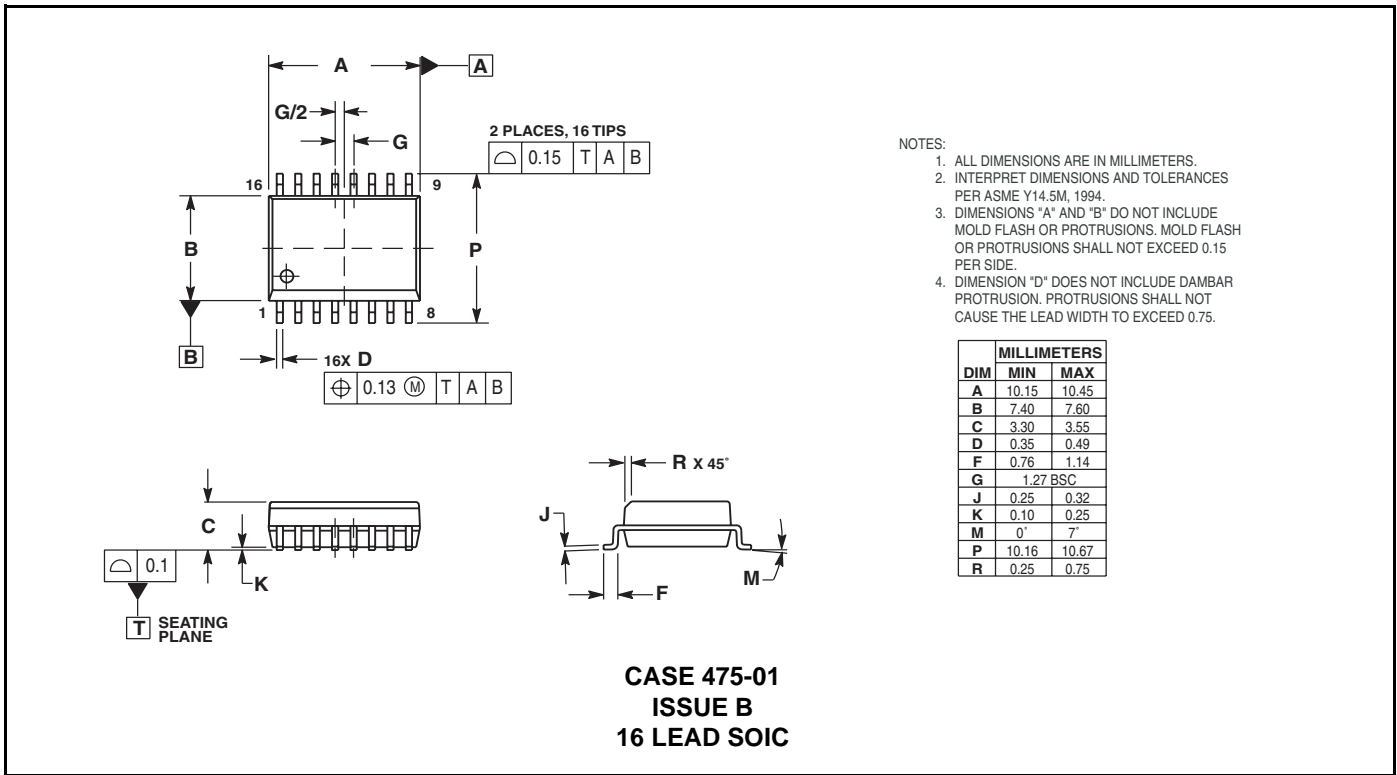 A
A
G/2
G
2 PLACES, 16 TIPS
⌓ 0.15 T A B
16
9
B
P
1
8
B
16X D
⌖ 0.13 Ⓜ T A B
NOTES:
1. ALL DIMENSIONS ARE IN MILLIMETERS.
2. INTERPRET DIMENSIONS AND TOLERANCES
PER ASME Y14.5M, 1994.
3. DIMENSIONS "A" AND "B" DO NOT INCLUDE
MOLD FLASH OR PROTRUSIONS. MOLD FLASH
OR PROTRUSIONS SHALL NOT EXCEED 0.15
PER SIDE.
4. DIMENSION "D" DOES NOT INCLUDE DAMBAR
PROTRUSION. PROTRUSIONS SHALL NOT
CAUSE THE LEAD WIDTH TO EXCEED 0.75.
MILLIMETERS
DIM MIN MAX
A 10.15 10.45
B 7.40 7.60
C 3.30 3.55
D 0.35 0.49
F 0.76 1.14
G 1.27 BSC
J 0.25 0.32
K 0.10 0.25
M 0° 7°
P 10.16 10.67
R 0.25 0.75
C
⌓ 0.1
K
T SEATING
PLANE
R X 45°
J
M
F
CASE 475-01
ISSUE B
16 LEAD SOIC